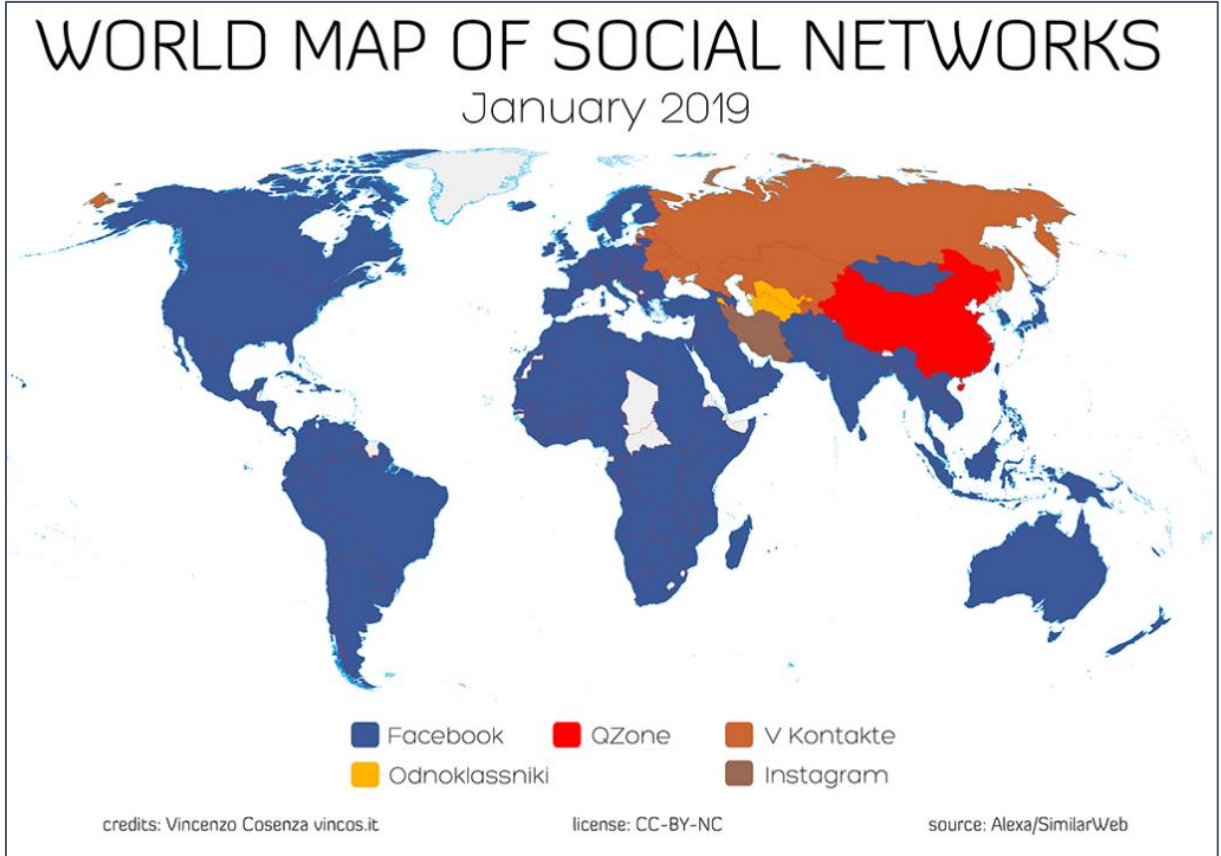 WORLD MAP OF SOCIAL NETWORKS
January 2019
Facebook QZone V Kontakte
Odnoklassniki Instagram
credits: Vincenzo Cosenza vincos.it license: CC-BY-NC source: Alexa/SimilarWeb